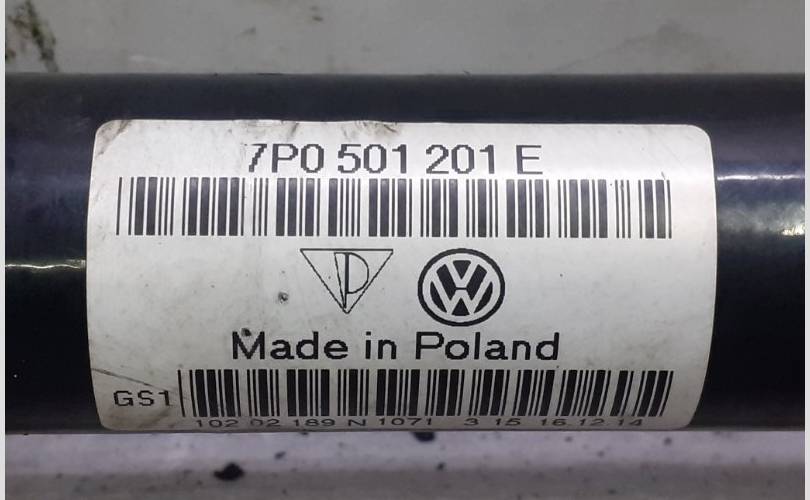 7P0 501 201 E
Made in Poland
GS1
102 02 189 N 1071 3 15 16.12.14